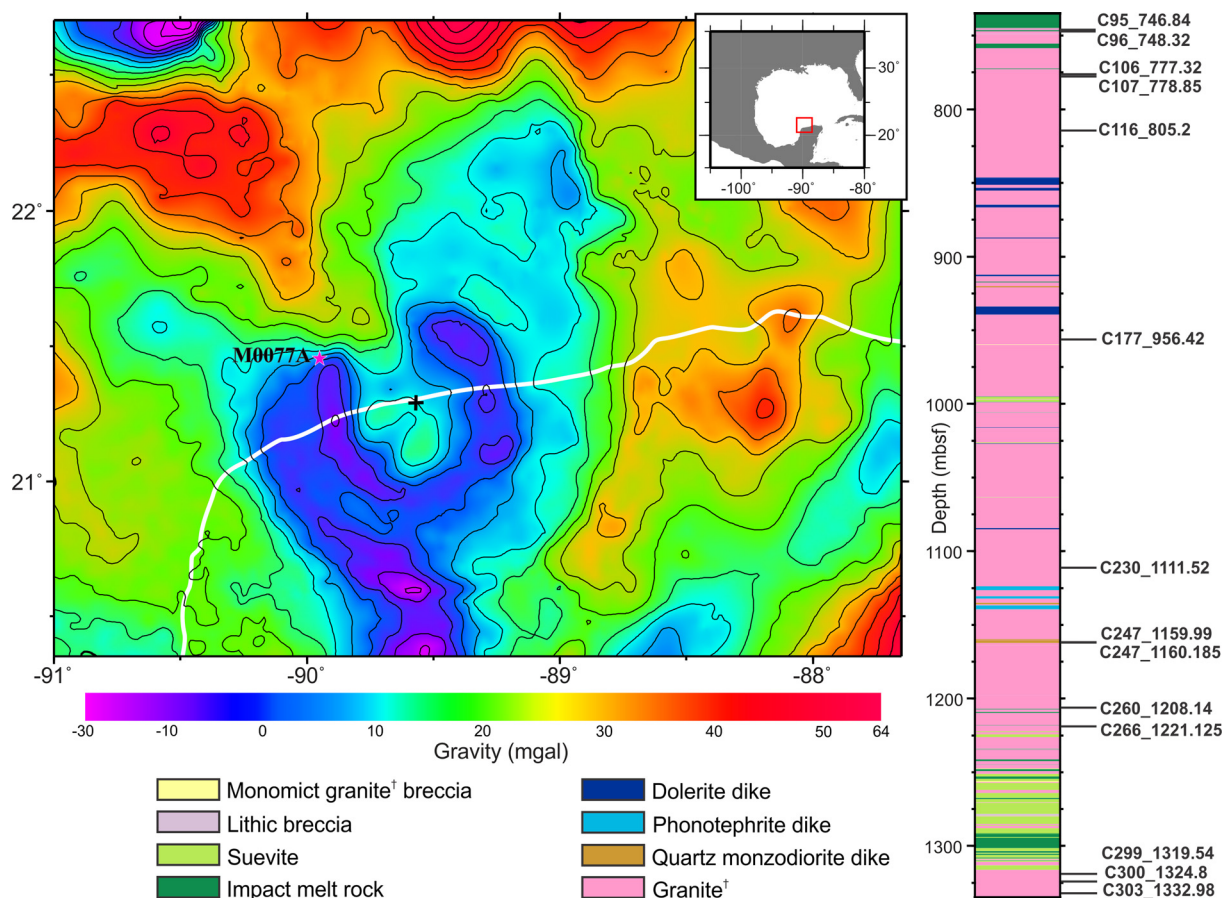 22˚
21˚
-91
-90
-89
-88
M0077A
30˚
20˚
-100˚
-90˚
-80˚
-30
-10
0
10
20
30
40
50
64
Gravity (mgal)
Monomict granite† breccia
Lithic breccia
Suevite
Impact melt rock
Dolerite dike
Phonotephrite dike
Quartz monzodiorite dike
Granite†
Depth (mbsf)
800
900
1000
1100
1200
1300
C95_746.84
C96_748.32
C106_777.32
C107_778.85
C116_805.2
C177_956.42
C230_1111.52
C247_1159.99
C247_1160.185
C260_1208.14
C266_1221.125
C299_1319.54
C300_1324.8
C303_1332.98